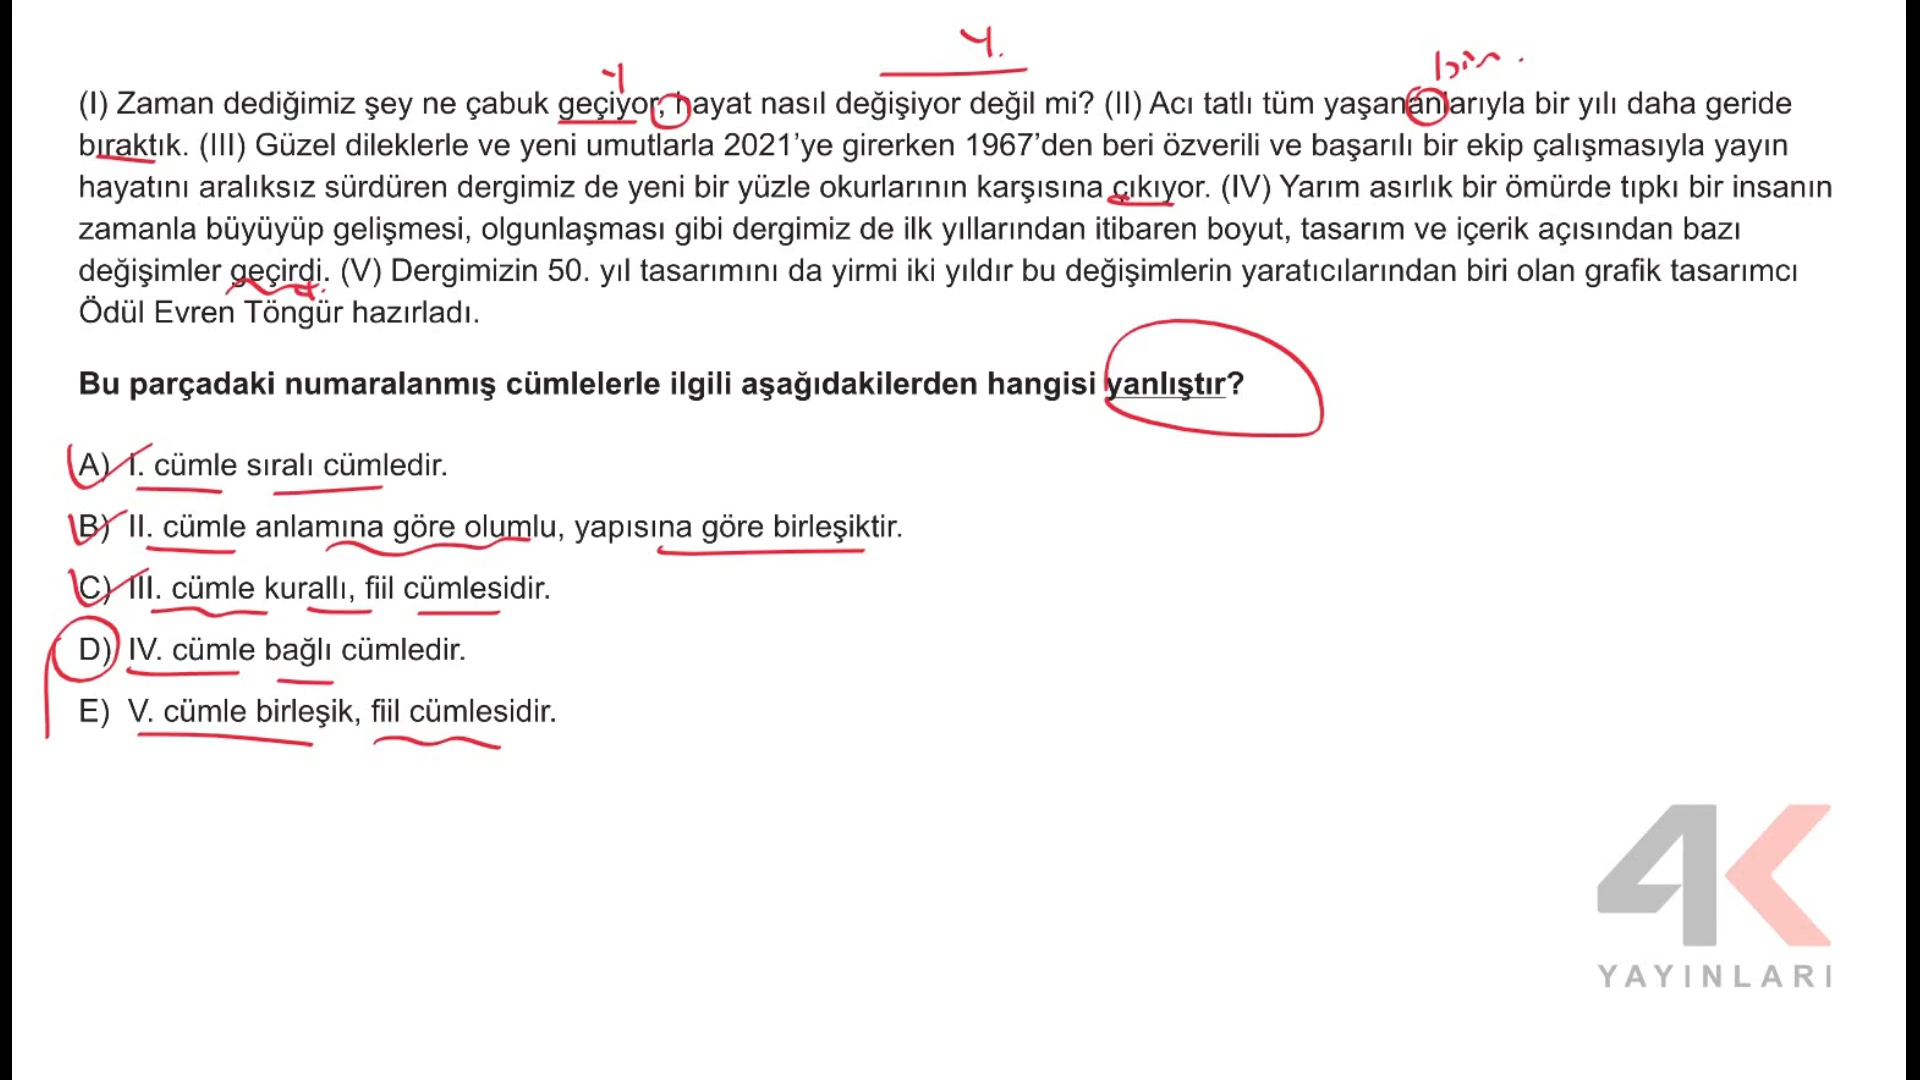 y.
y
bir.
(I) Zaman dediğimiz şey ne çabuk geçiyor, hayat nasıl değişiyor değil mi? (II) Acı tatlı tüm yaşananlarıyla bir yılı daha geride
bıraktık. (III) Güzel dileklerle ve yeni umutlarla 2021’ye girerken 1967’den beri özverili ve başarılı bir ekip çalışmasıyla yayın
hayatını aralıksız sürdüren dergimiz de yeni bir yüzle okurlarının karşısına çıkıyor. (IV) Yarım asırlık bir ömürde tıpkı bir insanın
zamanla büyüyüp gelişmesi, olgunlaşması gibi dergimiz de ilk yıllarından itibaren boyut, tasarım ve içerik açısından bazı
değişimler geçirdi. (V) Dergimizin 50. yıl tasarımını da yirmi iki yıldır bu değişimlerin yaratıcılarından biri olan grafik tasarımcı
Ödül Evren Töngür hazırladı.
Bu parçadaki numaralanmış cümlelerle ilgili aşağıdakilerden hangisi yanlıştır?
A) I. cümle sıralı cümledir.
B) II. cümle anlamına göre olumlu, yapısına göre birleşiktir.
C) III. cümle kurallı, fiil cümlesidir.
D) IV. cümle bağlı cümledir.
E) V. cümle birleşik, fiil cümlesidir.
4K
YAYINLARI